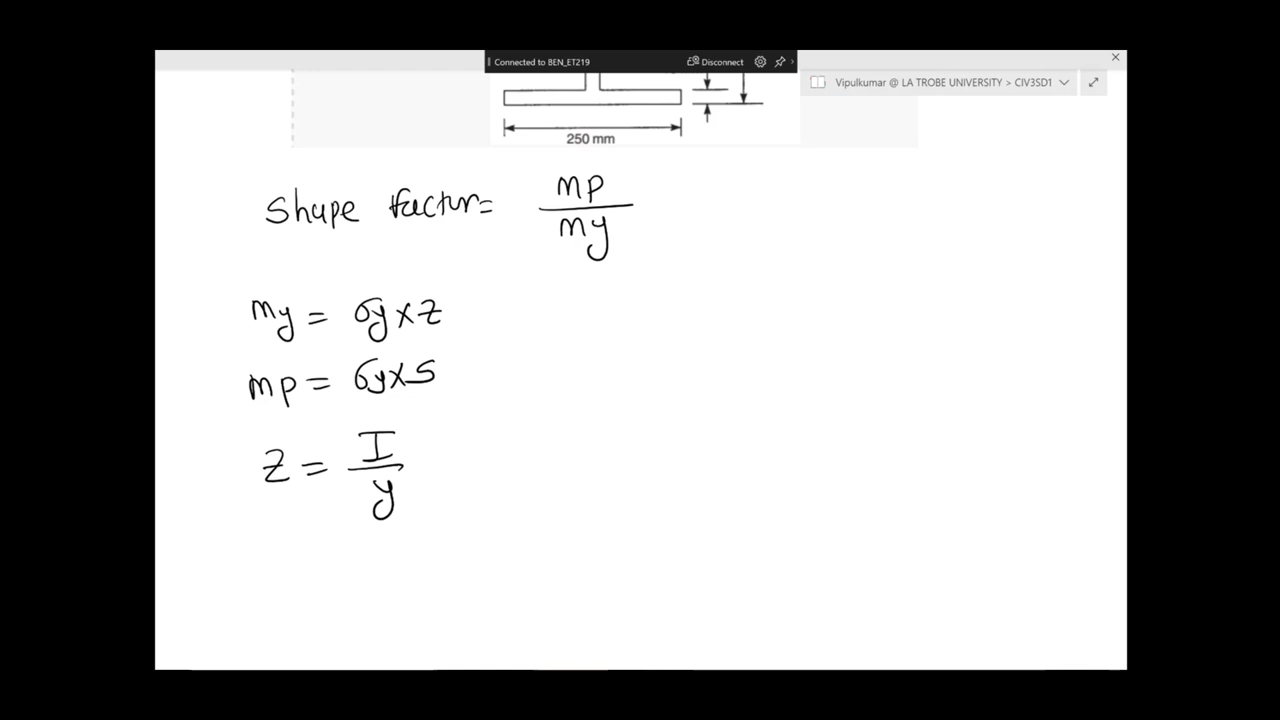 Connected to BEN_ET219 Disconnect
Vipulkumar @ LA TROBE UNIVERSITY > CIV3SD1
250 mm
Shape factor = mp / my
my = σy x z
mp = σy x s
z = I / y